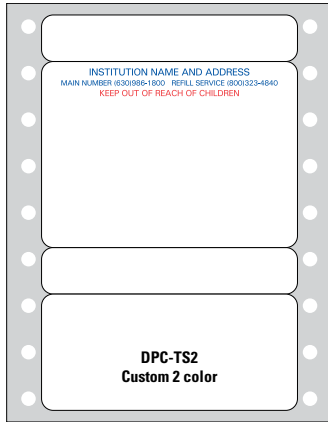 INSTITUTION NAME AND ADDRESS
MAIN NUMBER (630)986-1800 REFILL SERVICE (800)323-4840
KEEP OUT OF REACH OF CHILDREN
DPC-TS2
Custom 2 color